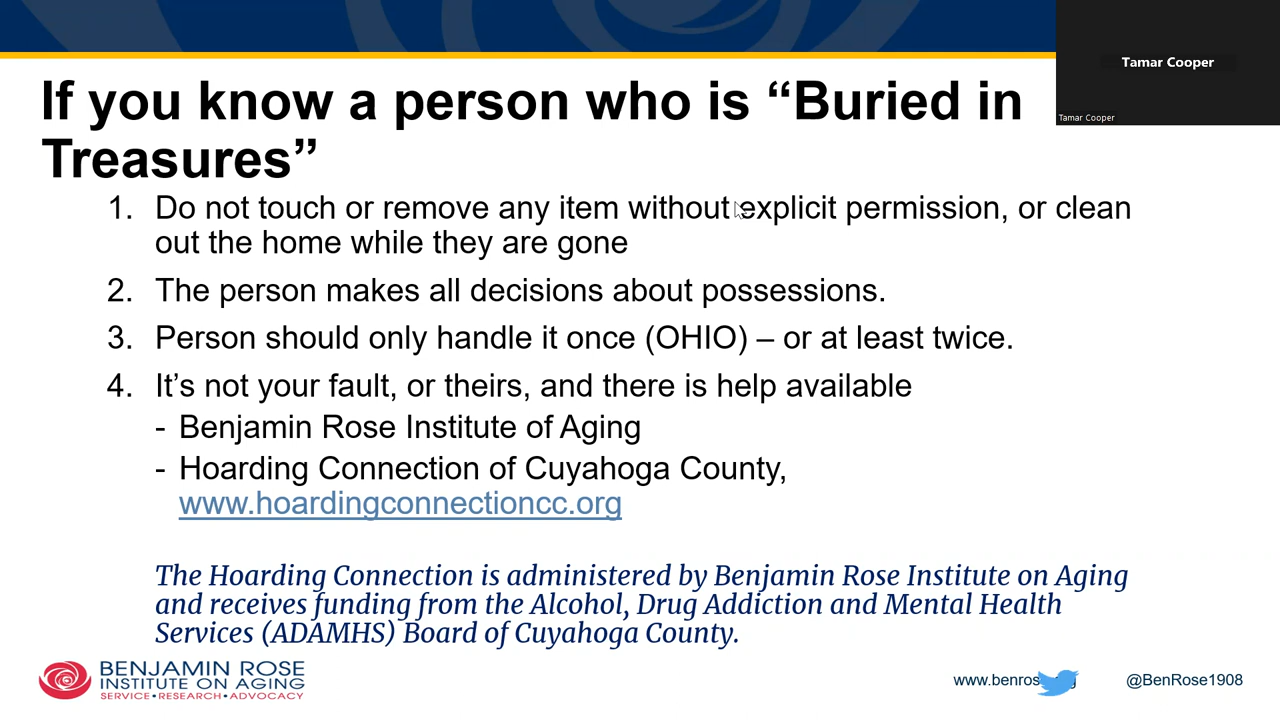 Tamar Cooper
Tamar Cooper
If you know a person who is “Buried in
Treasures”
1. Do not touch or remove any item without explicit permission, or clean
out the home while they are gone
2. The person makes all decisions about possessions.
3. Person should only handle it once (OHIO) – or at least twice.
4. It’s not your fault, or theirs, and there is help available
- Benjamin Rose Institute of Aging
- Hoarding Connection of Cuyahoga County,
www.hoardingconnectioncc.org
The Hoarding Connection is administered by Benjamin Rose Institute on Aging
and receives funding from the Alcohol, Drug Addiction and Mental Health
Services (ADAMHS) Board of Cuyahoga County.
BENJAMIN ROSE
INSTITUTE ON AGING
SERVICE•RESEARCH•ADVOCACY
@BenRose1908